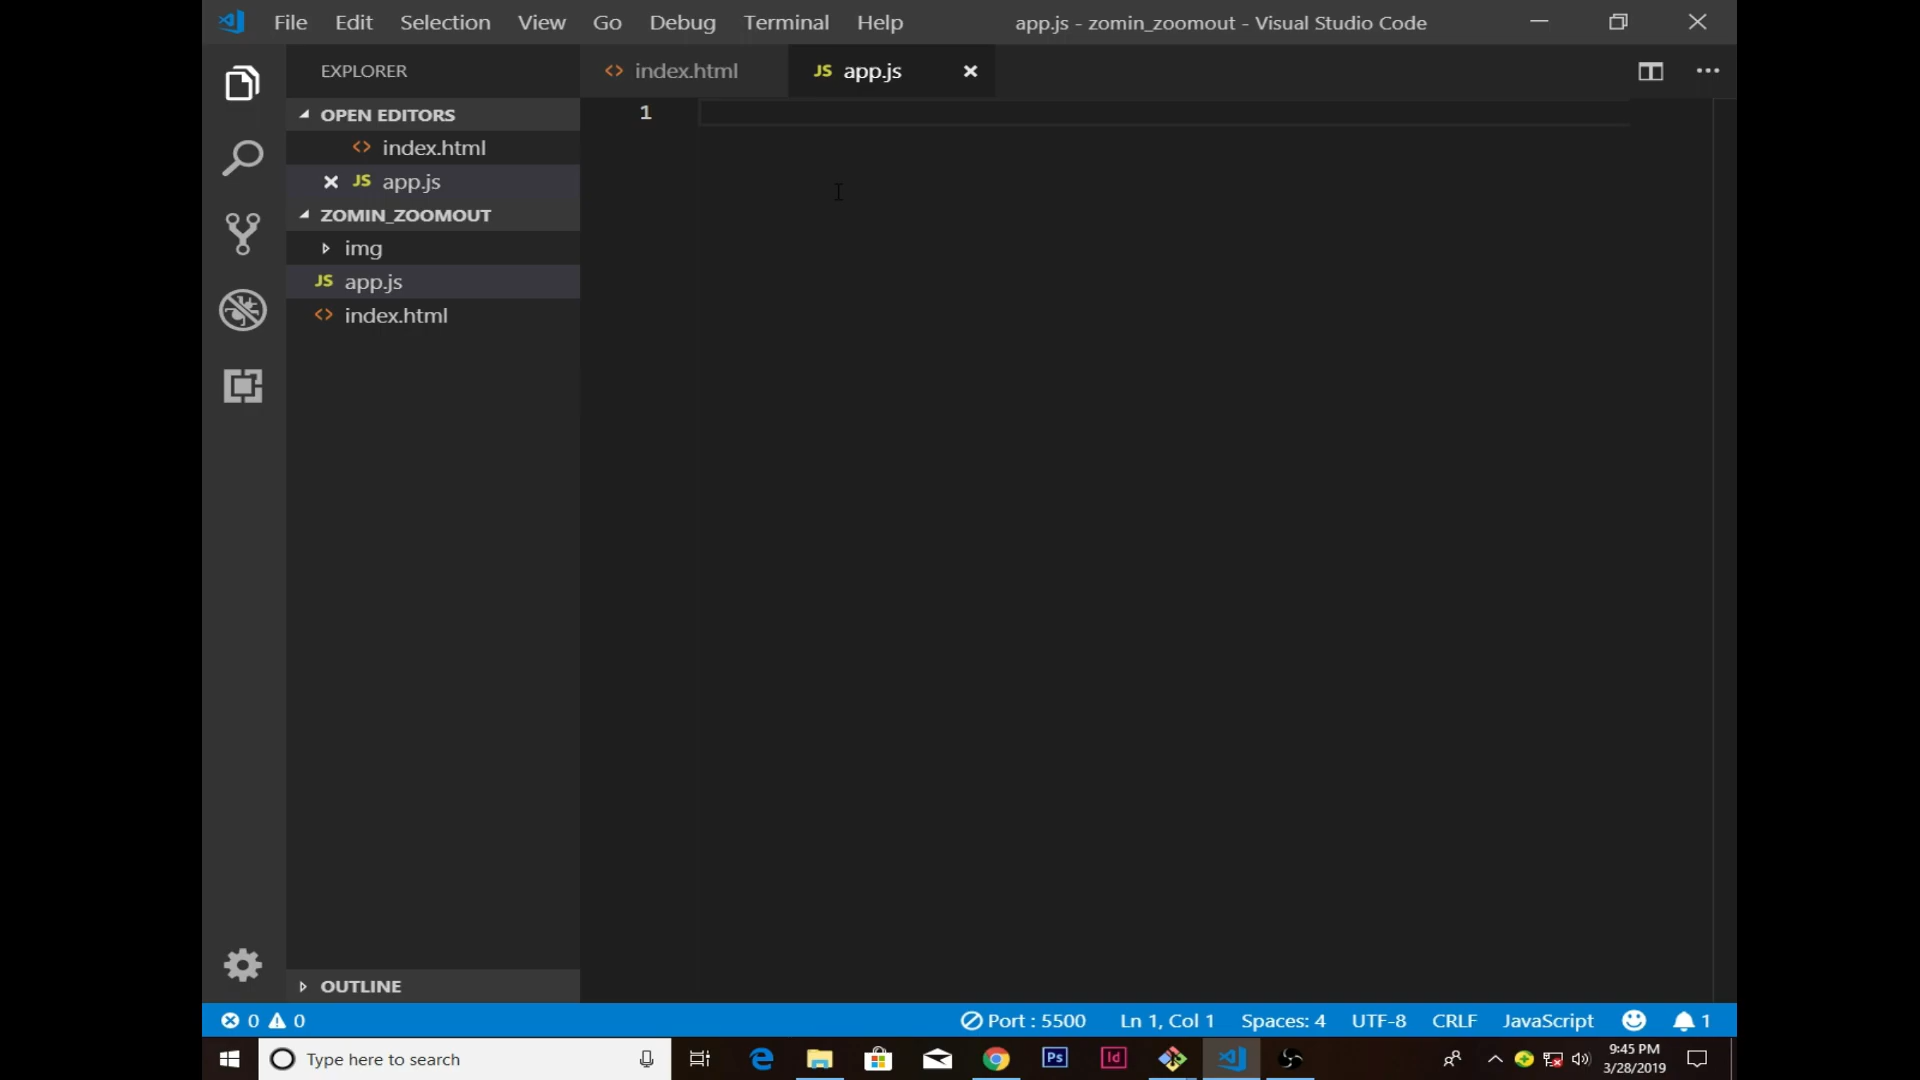 File Edit Selection View Go Debug Terminal Help app.js - zomin_zoomout - Visual Studio Code
EXPLORER
index.html
JS app.js
OPEN EDITORS
index.html
JS app.js
ZOMIN_ZOOMOUT
img
JS app.js
index.html
OUTLINE
1
0 0 Port : 5500 Ln 1, Col 1 Spaces: 4 UTF-8 CRLF JavaScript 1
Type here to search
Ps
Id
9:45 PM
3/28/2019